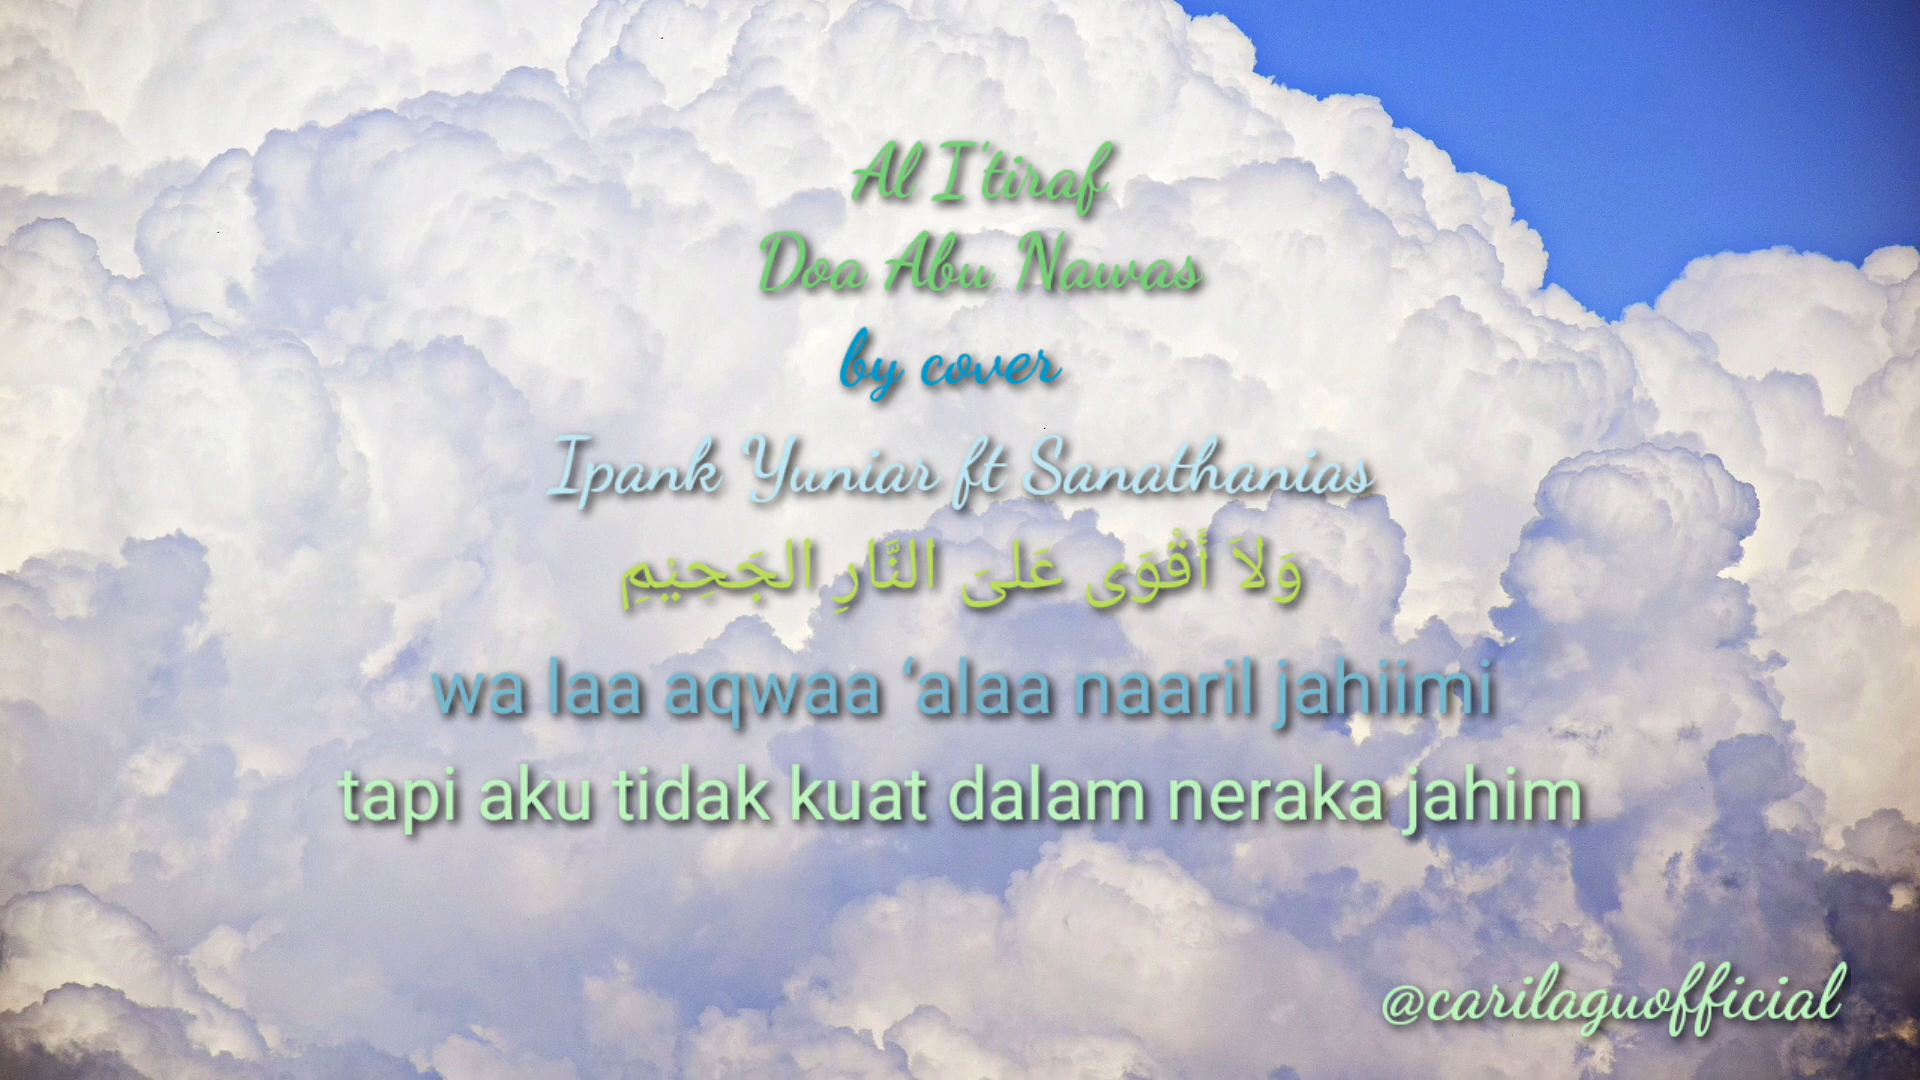 Al I'tiraf
Doa Abu Nawas
by cover
Ipank Yuniar ft Sanathanias
وَلاَ أَقْوَى عَلىَ النَّارِ الجَحِيْمِ
wa laa aqwaa ‘alaa naaril jahiimi
tapi aku tidak kuat dalam neraka jahim
@carilaguofficial